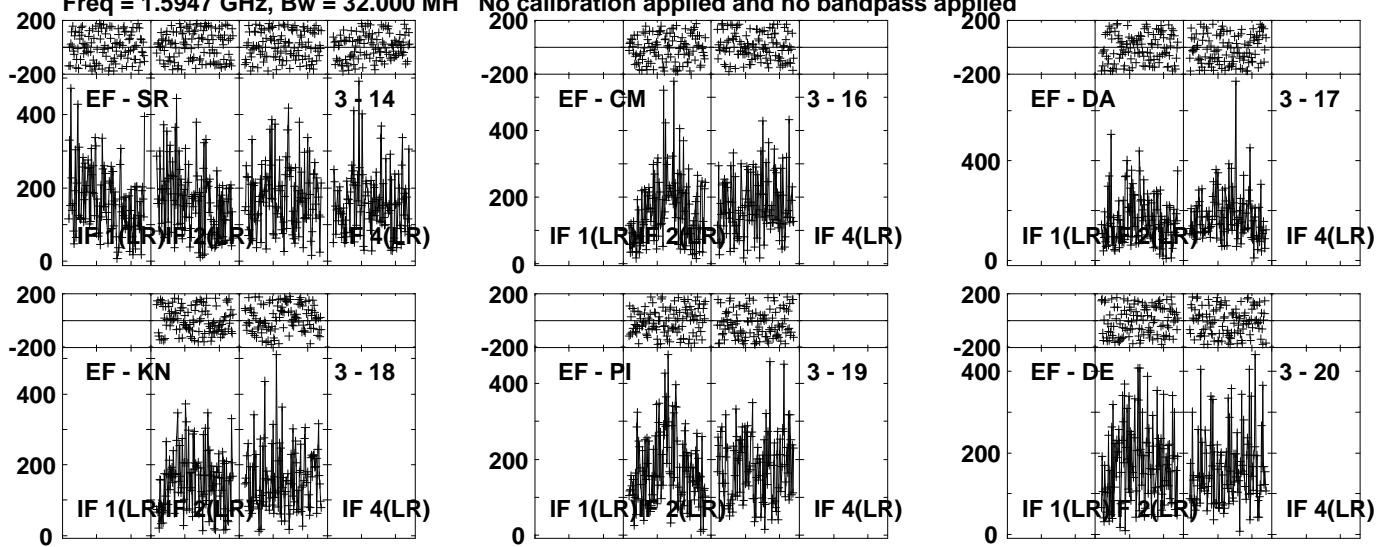 Freq = 1.5947 GHz, Bw = 32.000 MH No calibration applied and no bandpass applied
200
-200
EF - SR 3 - 14
400
200
0
IF 1(LR) IF 2(LR) IF 4(LR)
200
-200
EF - CM 3 - 16
400
200
0
IF 1(LR) IF 2(LR) IF 4(LR)
200
-200
EF - DA 3 - 17
400
200
0
IF 1(LR) IF 2(LR) IF 4(LR)
200
-200
EF - KN 3 - 18
400
200
0
IF 1(LR) IF 2(LR) IF 4(LR)
200
-200
EF - PI 3 - 19
400
200
0
IF 1(LR) IF 2(LR) IF 4(LR)
200
-200
EF - DE 3 - 20
400
200
0
IF 1(LR) IF 2(LR) IF 4(LR)